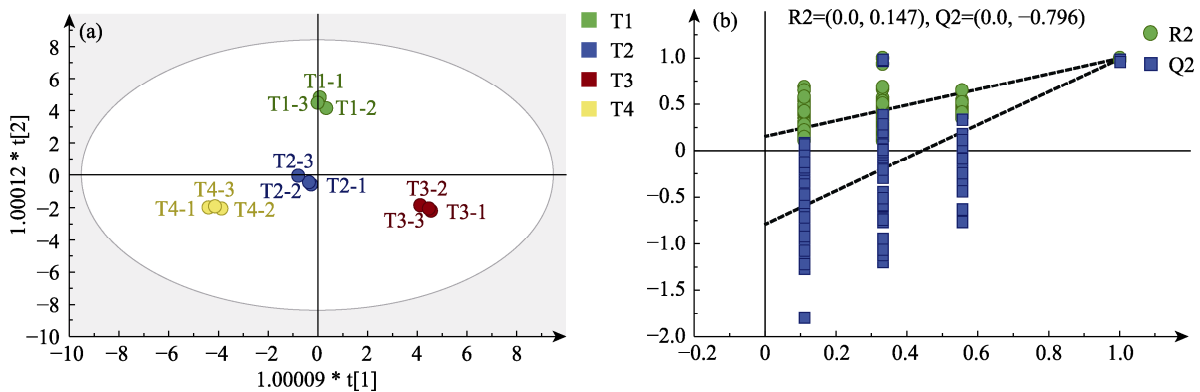 (a)
T1-1
T1-3
T1-2
T2-3
T2-2
T2-1
T4-3
T4-1
T4-2
T3-2
T3-3
T3-1
8
6
4
2
0
−2
−4
−6
−8
−10
−10
−8
−6
−4
−2
0
2
4
6
8
1.00012 * t[2]
1.00009 * t[1]
T1
T2
T3
T4
(b)
R2=(0.0, 0.147), Q2=(0.0, −0.796)
R2
Q2
1.0
0.5
0
−0.5
−1.0
−1.5
−2.0
−0.2
0
0.2
0.4
0.6
0.8
1.0